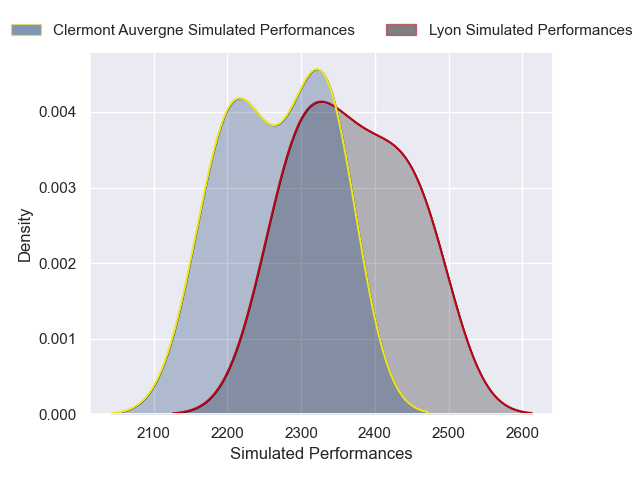 Clermont Auvergne Simulated Performances
Lyon Simulated Performances
0.004
0.003
0.002
0.001
0.000
Density
2100
2200
2300
2400
2500
2600
Simulated Performances